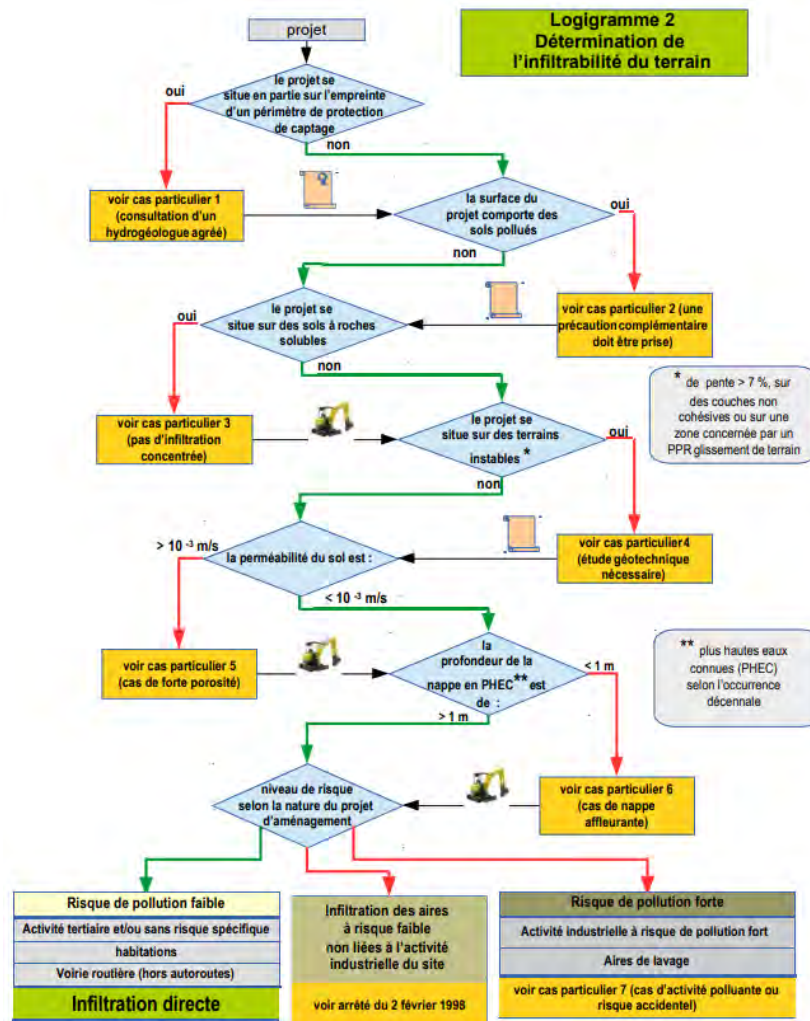 Logigramme 2
Détermination de
l'infiltrabilité du terrain
projet
le projet se
situe en partie sur l'empreinte
d'un périmètre de protection
de captage
oui
non
voir cas particulier 1
(consultation d'un
hydrogéologue agréé)
la surface du
projet comporte des
sols pollués
oui
non
le projet se
situe sur des sols à roches
solubles
oui
non
voir cas particulier 2 (une
précaution complémentaire
doit être prise)
* de pente > 7 %, sur
des couches non
cohésives ou sur une
zone concernée par un
PPR glissement de terrain
voir cas particulier 3
(pas d'infiltration
concentrée)
le projet se
situe sur des terrains
instables *
oui
non
> 10 -3 m/s
la perméabilité du sol est :
< 10 -3 m/s
voir cas particulier 4
(étude géotechnique
nécessaire)
voir cas particulier 5
(cas de forte porosité)
la
profondeur de la
nappe en PHEC** est
de :
< 1 m
> 1 m
** plus hautes eaux
connues (PHEC)
selon l'occurrence
décennale
niveau de risque
selon la nature du projet
d'aménagement
voir cas particulier 6
(cas de nappe
affleurante)
Risque de pollution faible
Activité tertiaire et/ou sans risque spécifique
habitations
Voirie routière (hors autoroutes)
Infiltration directe
Infiltration des aires
à risque faible
non liées à l'activité
industrielle du site
voir arrété du 2 février 1998
Risque de pollution forte
Activité industrielle à risque de pollution fort
Aires de lavage
voir cas particulier 7 (cas d'activité polluante ou
risque accidentel)